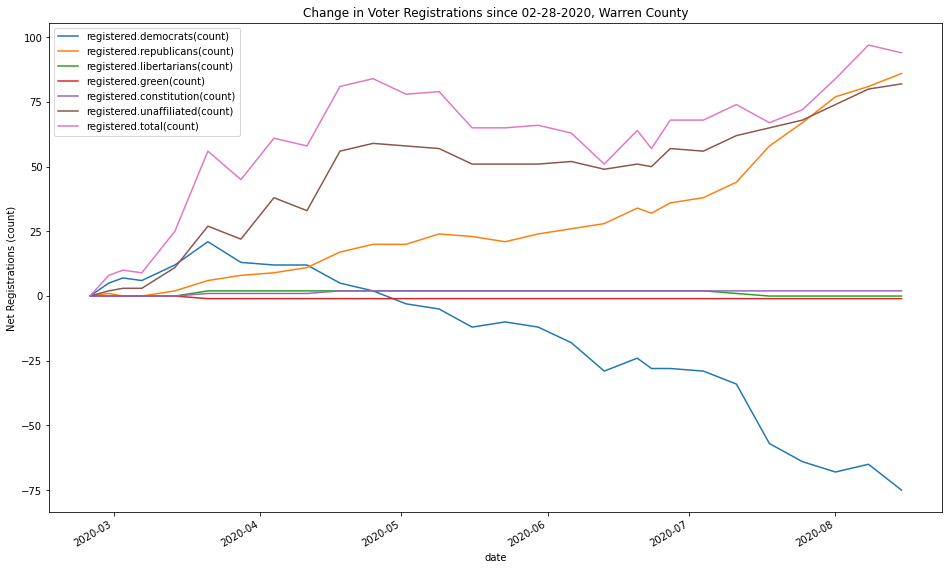 Change in Voter Registrations since 02-28-2020, Warren County
registered.democrats(count)
registered.republicans(count)
registered.libertarians(count)
registered.green(count)
registered.constitution(count)
registered.unaffiliated(count)
registered.total(count)
Net Registrations (count)
100
75
50
25
0
−25
−50
−75
2020-03
2020-04
2020-05
2020-06
2020-07
2020-08
date